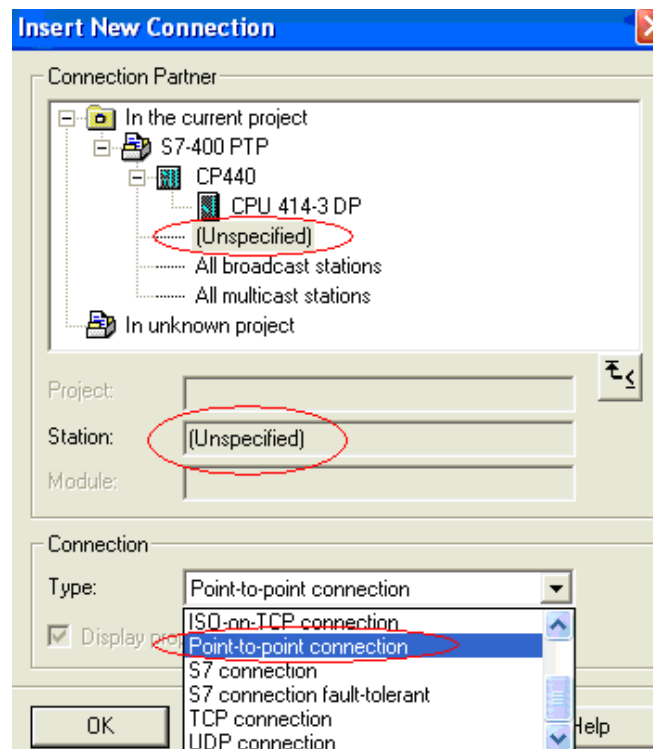 Insert New Connection
Connection Partner
In the current project
S7-400 PTP
CP440
CPU 414-3 DP
(Unspecified)
All broadcast stations
All multicast stations
In unknown project
Project:
Station: (Unspecified)
Module:
Connection
Type: Point-to-point connection
ISO-on-TCP connection
Display
Point-to-point connection
S7 connection
S7 connection fault-tolerant
TCP connection
UDP connection
OK
Help